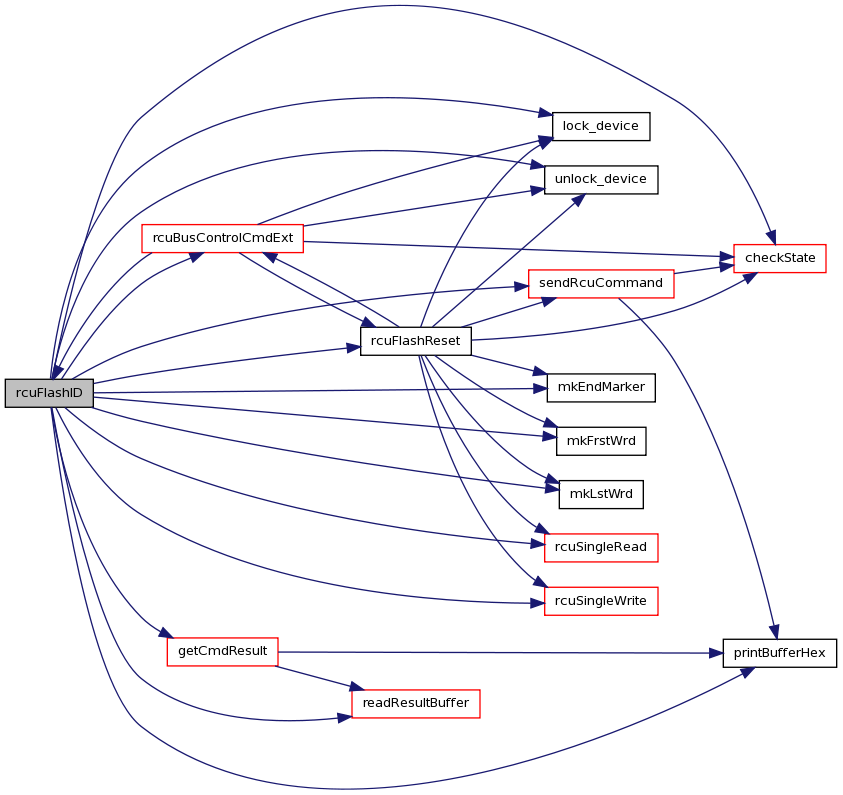 lock_device
unlock_device
rcuBusControlCmdExt
checkState
sendRcuCommand
rcuFlashReset
mkEndMarker
rcuFlashID
mkFrstWrd
mkLstWrd
rcuSingleRead
rcuSingleWrite
getCmdResult
printBufferHex
readResultBuffer